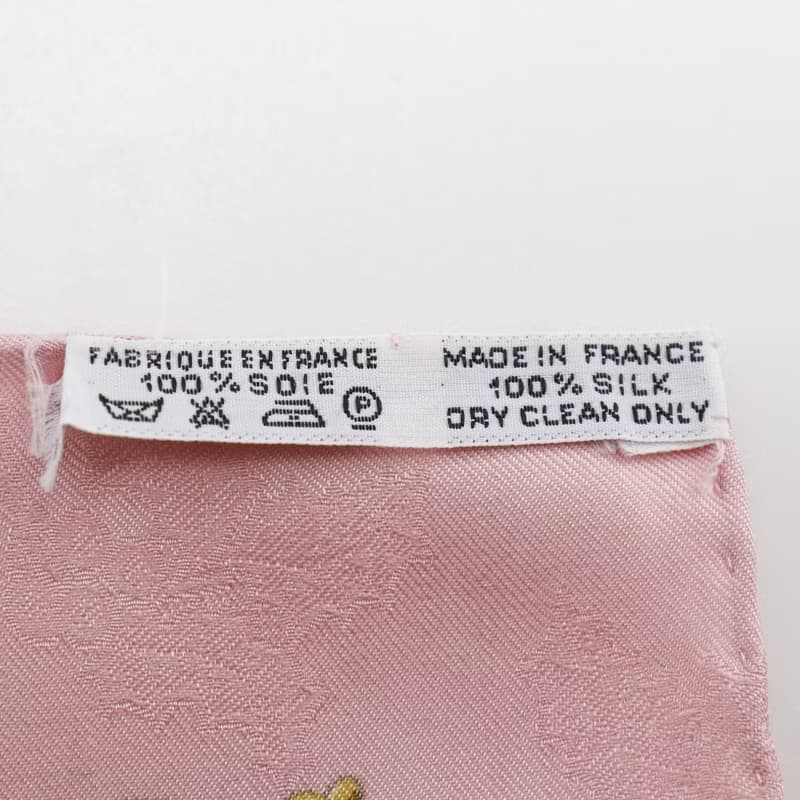 FABRIQUE EN FRANCE
100% SOIE
P
MADE IN FRANCE
100% SILK
DRY CLEAN ONLY